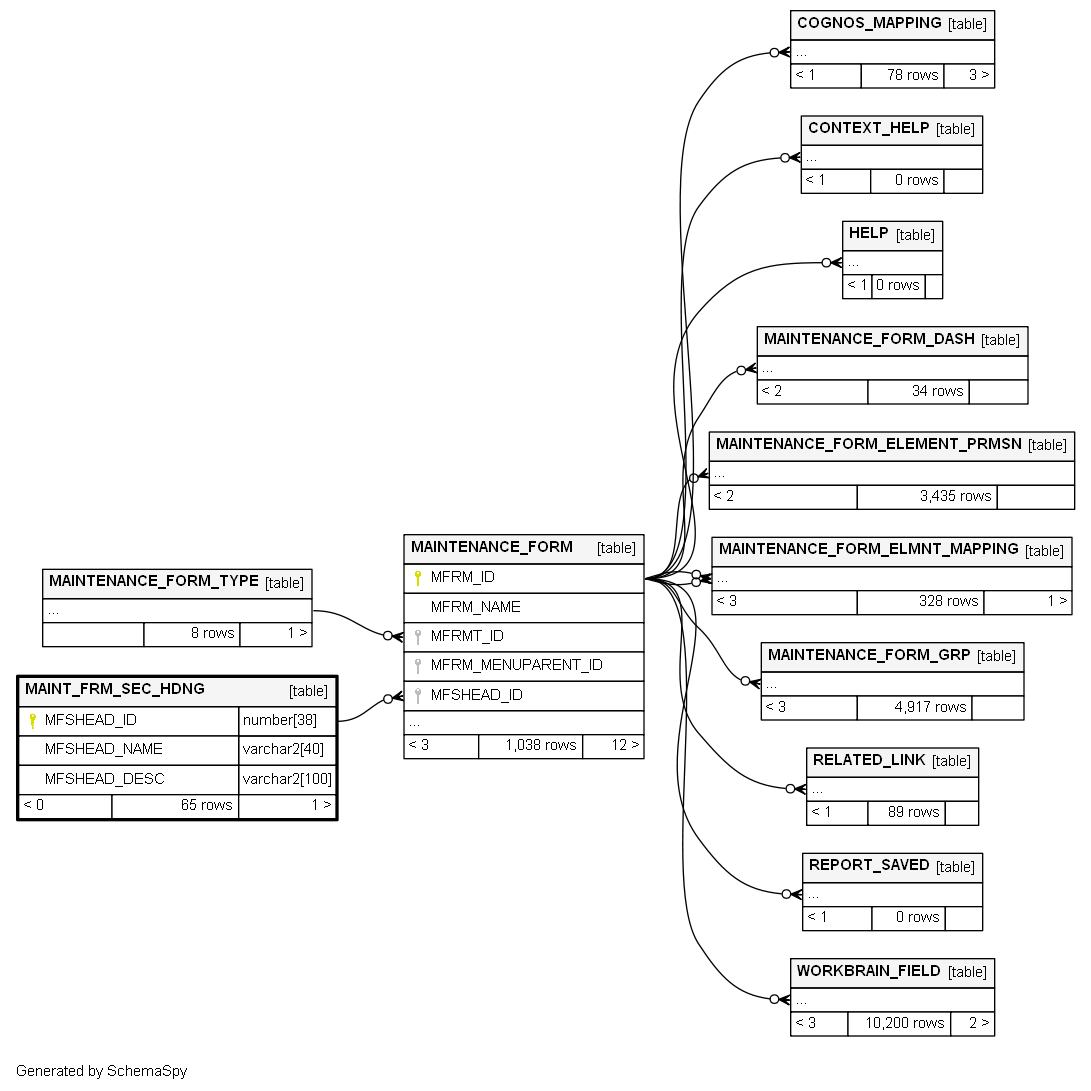 COGNOS_MAPPING [table]
...
< 1 78 rows 3 >
CONTEXT_HELP [table]
...
< 1 0 rows
HELP [table]
...
< 1 0 rows
MAINTENANCE_FORM_DASH [table]
...
< 2 34 rows
MAINTENANCE_FORM_ELEMENT_PRMSN [table]
...
< 2 3,435 rows
MAINTENANCE_FORM_ELMNT_MAPPING [table]
...
< 3 328 rows 1 >
MAINTENANCE_FORM [table]
MFRM_ID
MFRM_NAME
MFRMT_ID
MFRM_MENUPARENT_ID
MFSHEAD_ID
...
< 3 1,038 rows 12 >
MAINTENANCE_FORM_TYPE [table]
...
8 rows 1 >
MAINT_FRM_SEC_HDNG [table]
MFSHEAD_ID number[38]
MFSHEAD_NAME varchar2[40]
MFSHEAD_DESC varchar2[100]
< 0 65 rows 1 >
MAINTENANCE_FORM_GRP [table]
...
< 3 4,917 rows
RELATED_LINK [table]
...
< 1 89 rows
REPORT_SAVED [table]
...
< 1 0 rows
WORKBRAIN_FIELD [table]
...
< 3 10,200 rows 2 >
Generated by SchemaSpy